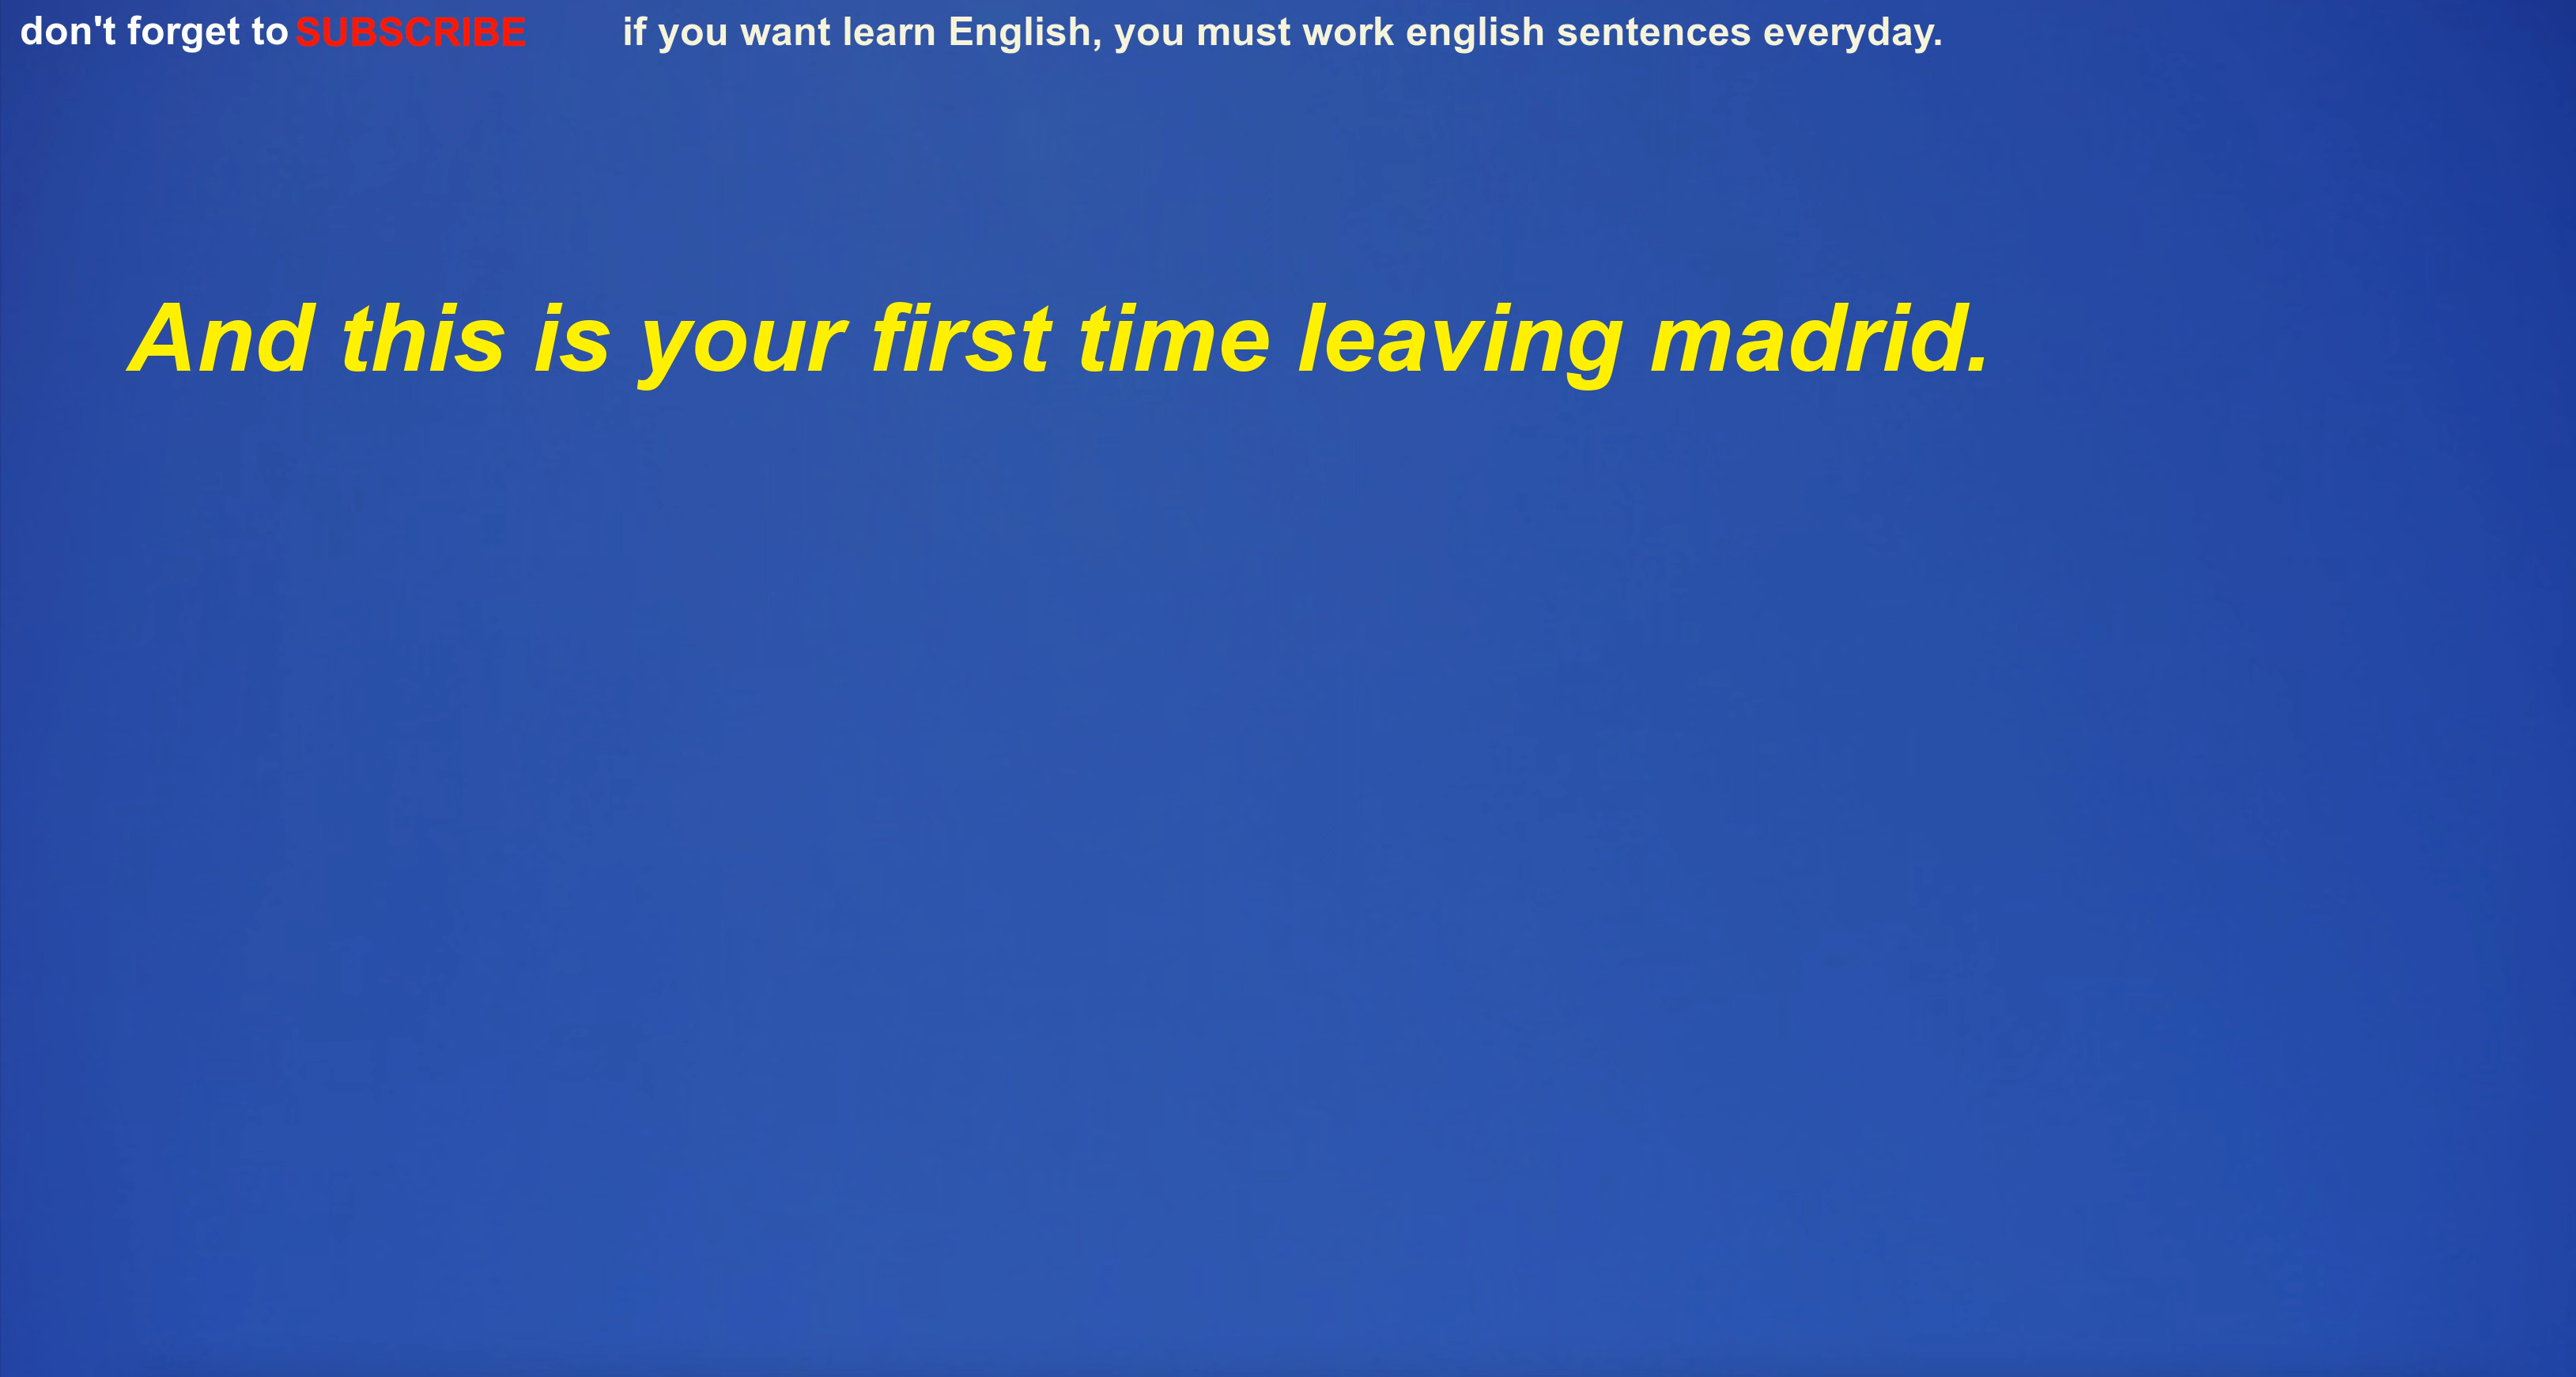 don't forget to SUBSCRIBE if you want learn English, you must work english sentences everyday.
And this is your first time leaving madrid.